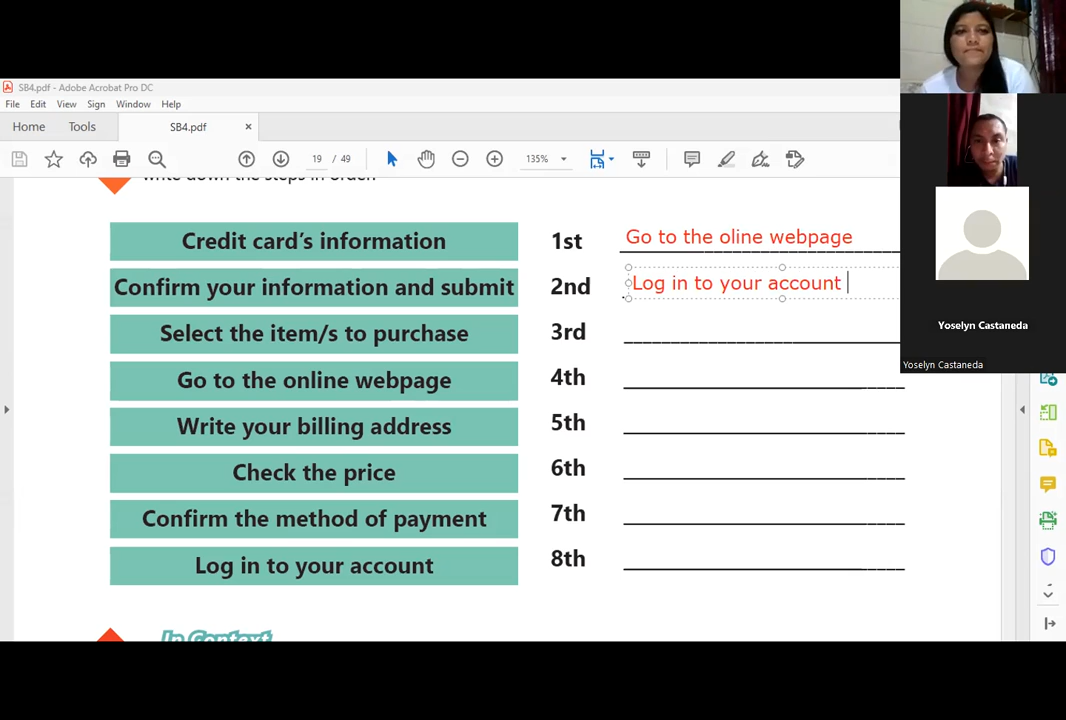 SB4.pdf - Adobe Acrobat Pro DC
File Edit View Sign Window Help
Home Tools SB4.pdf ×
19 / 49 135%
write down the steps in order.
Credit card's information
1st Go to the oline webpage
Confirm your information and submit
2nd Log in to your account
Select the item/s to purchase
3rd
Go to the online webpage
4th
Write your billing address
5th
Check the price
6th
Confirm the method of payment
7th
Log in to your account
8th
In Context
Yoselyn Castaneda
Yoselyn Castaneda